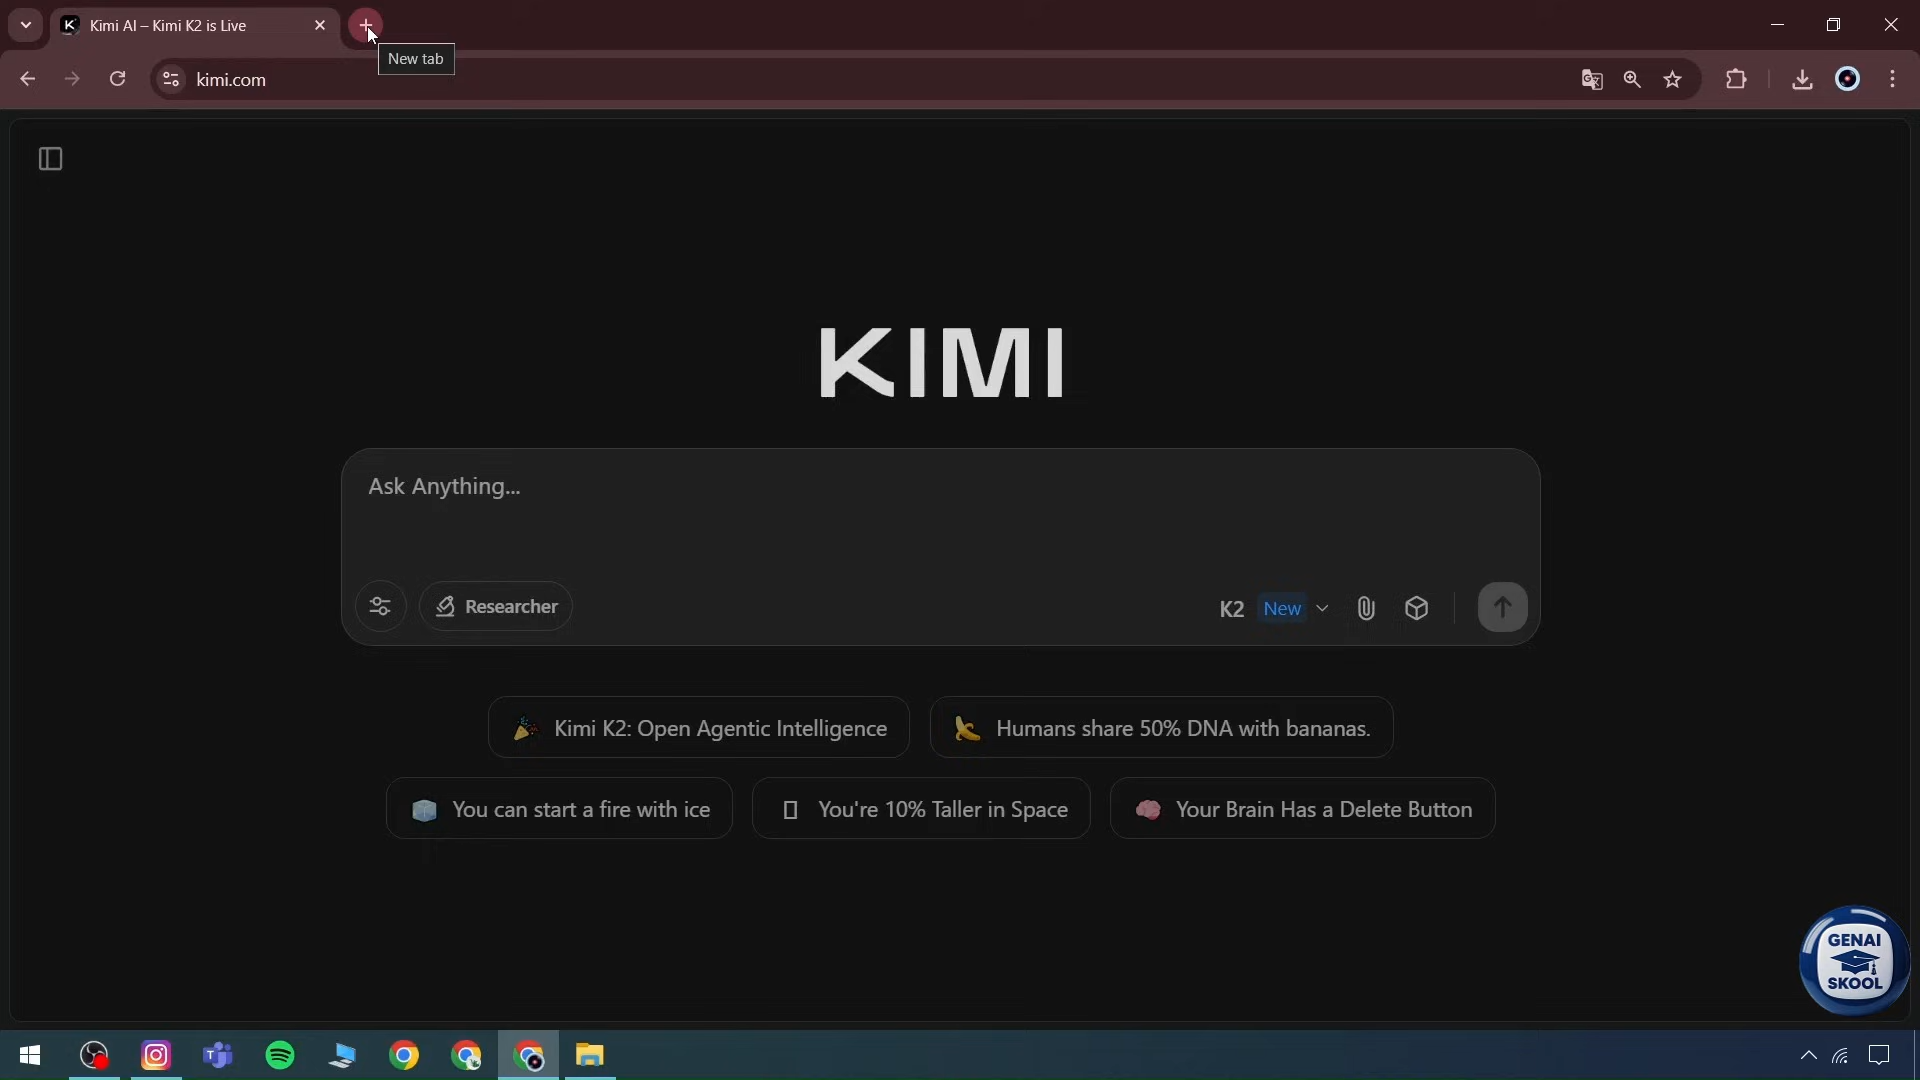 Kimi AI – Kimi K2 is Live
New tab
kimi.com
KIMI
Ask Anything...
Researcher
K2 New
Kimi K2: Open Agentic Intelligence
Humans share 50% DNA with bananas.
You can start a fire with ice
You're 10% Taller in Space
Your Brain Has a Delete Button
GENAI
SKOOL